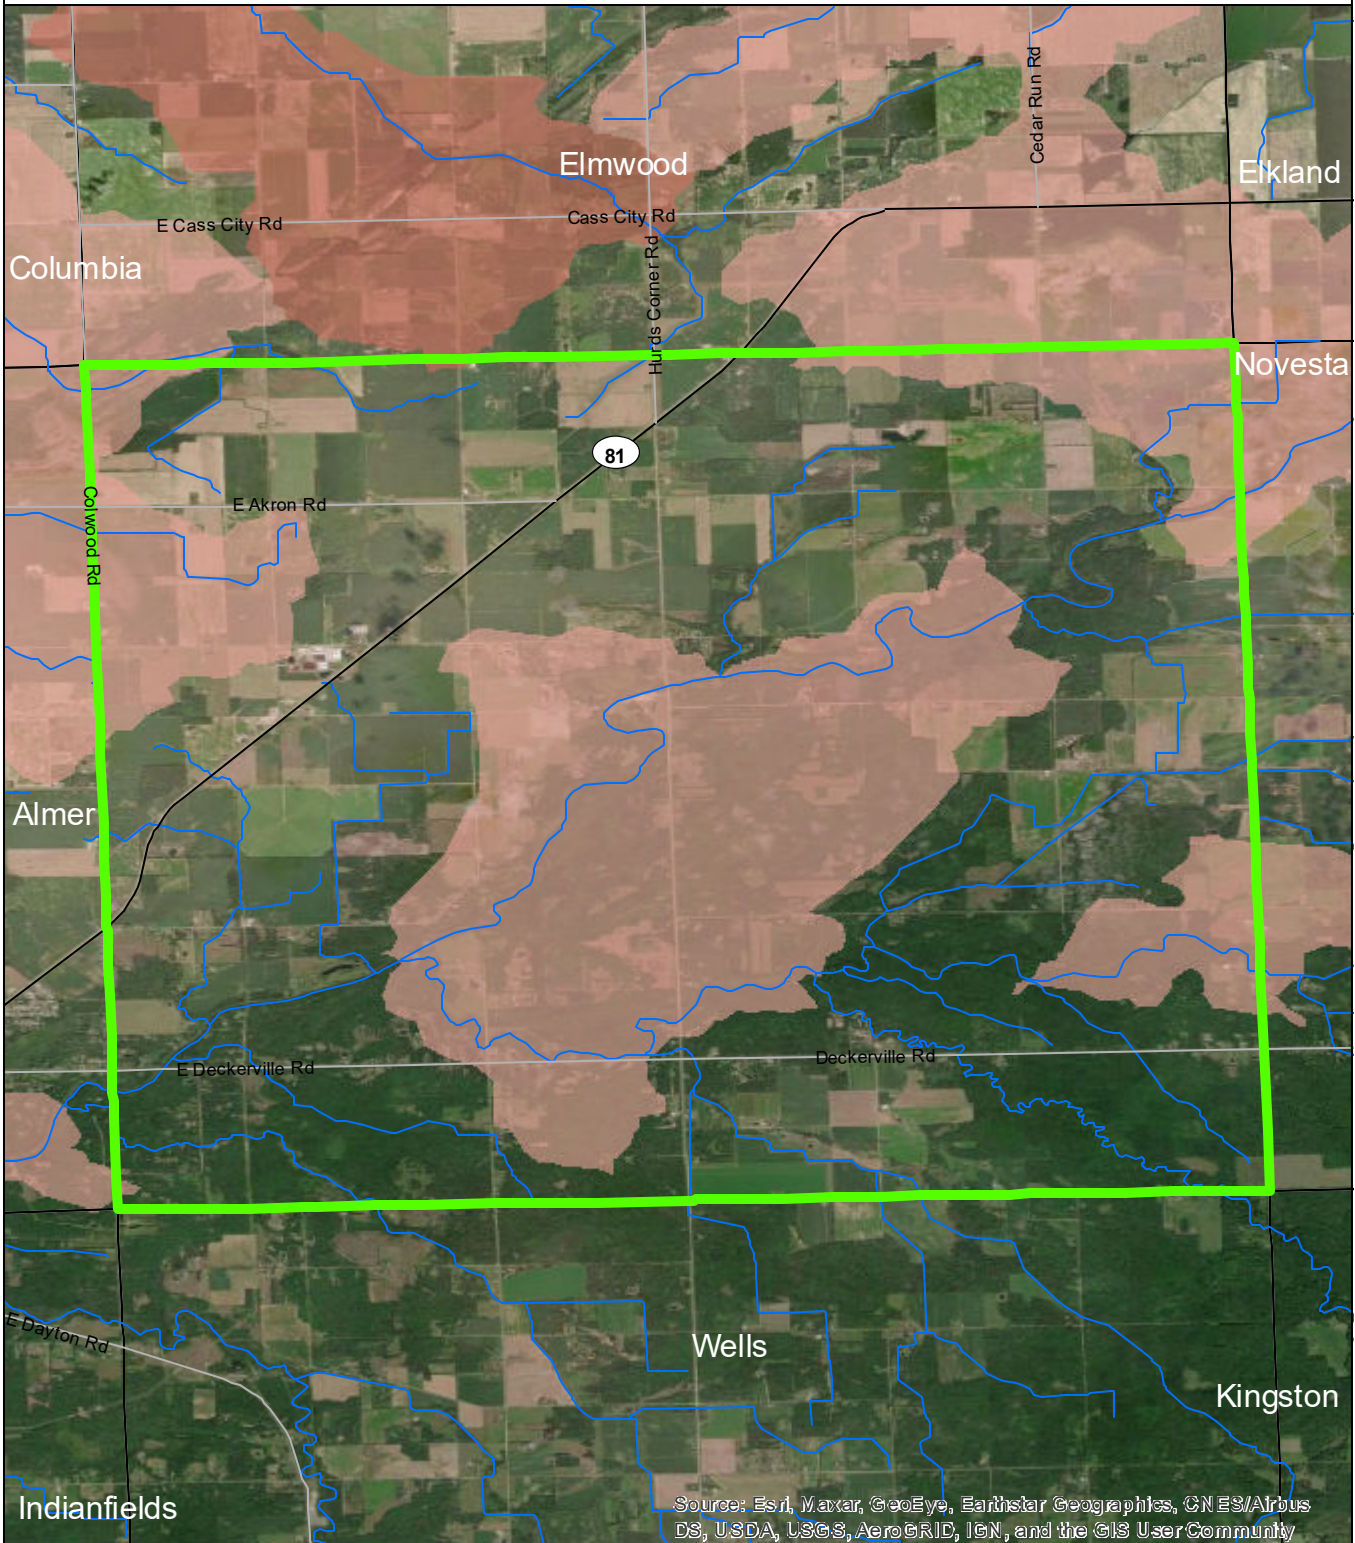 Cedar Run Rd
Elmwood
Elkland
Cass City Rd
E Cass City Rd
Columbia
Hurds Corner Rd
Novesta
81
Colwood Rd
E Akron Rd
Almer
Deckerville Rd
E Deckerville Rd
E Dayton Rd
Wells
Kingston
Indianfields
Source: Esri, Maxar, GeoEye, Earthstar Geographics, CNES/Airbus
DS, USDA, USGS, AeroGRID, IGN, and the GIS User Community